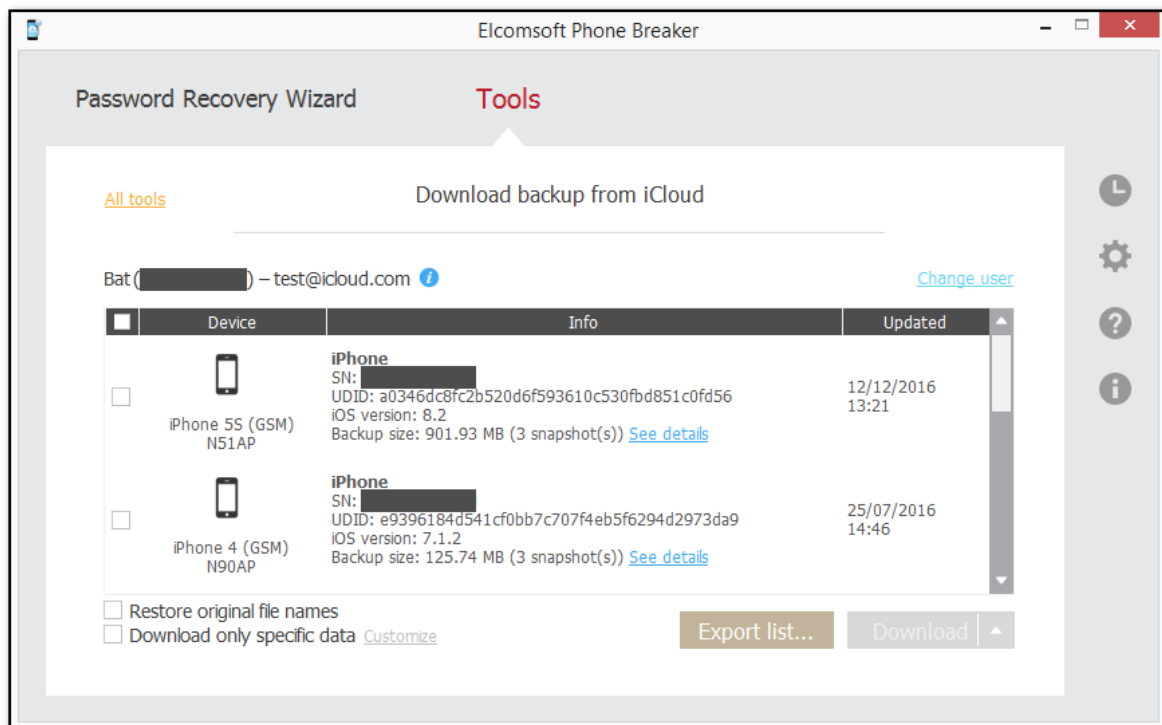 Elcomsoft Phone Breaker
Password Recovery Wizard
Tools
All tools
Download backup from iCloud
Bat ( ) – test@icloud.com
Change user
Device Info Updated
iPhone
SN:
UDID: a0346dc8fc2b520d6f593610c530fbd851c0fd56
iOS version: 8.2
Backup size: 901.93 MB (3 snapshot(s)) See details
iPhone 5S (GSM)
N51AP
12/12/2016
13:21
iPhone
SN:
UDID: e9396184d541cf0bb7c707f4eb5f6294d2973da9
iOS version: 7.1.2
Backup size: 125.74 MB (3 snapshot(s)) See details
iPhone 4 (GSM)
N90AP
25/07/2016
14:46
Restore original file names
Download only specific data Customize
Export list...
Download